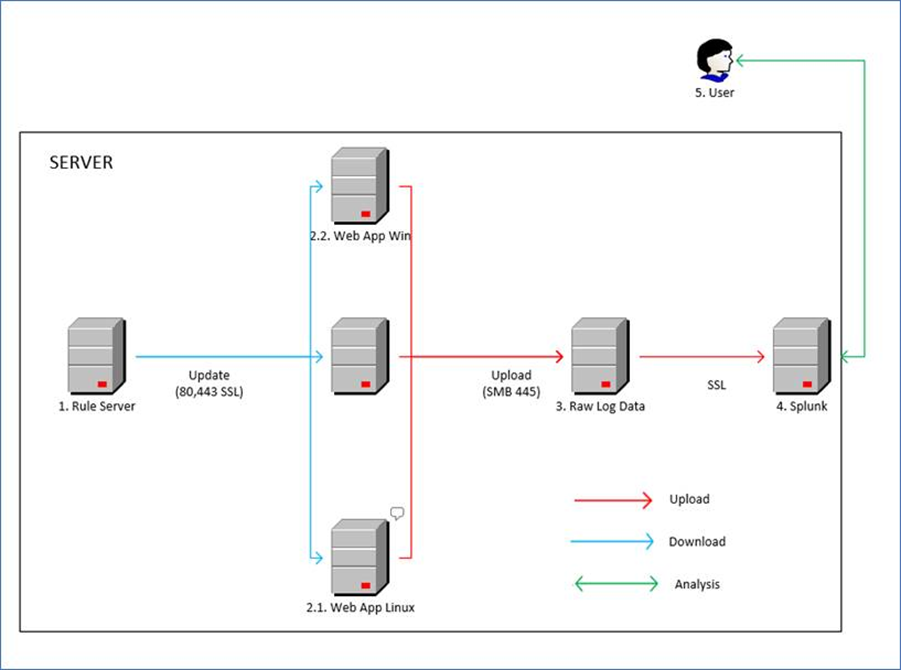 5. User
SERVER
2.2. Web App Win
Update
(80,443 SSL)
Upload
(SMB 445)
SSL
1. Rule Server
3. Raw Log Data
4. Splunk
Upload
Download
Analysis
2.1. Web App Linux